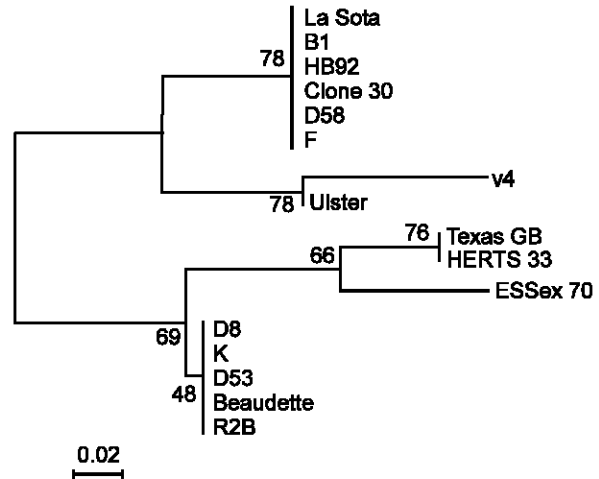 La Sota
B1
78
HB92
Clone 30
D58
F
v4
78
Ulster
76
Texas GB
66
HERTS 33
ESSex 70
69
D8
K
D53
48
Beaudette
R2B
0.02